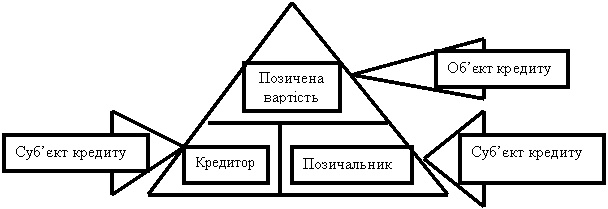 Позичена
вартість
Об’єкт кредиту
Суб’єкт кредиту
Кредитор
Позичальник
Суб’єкт кредиту